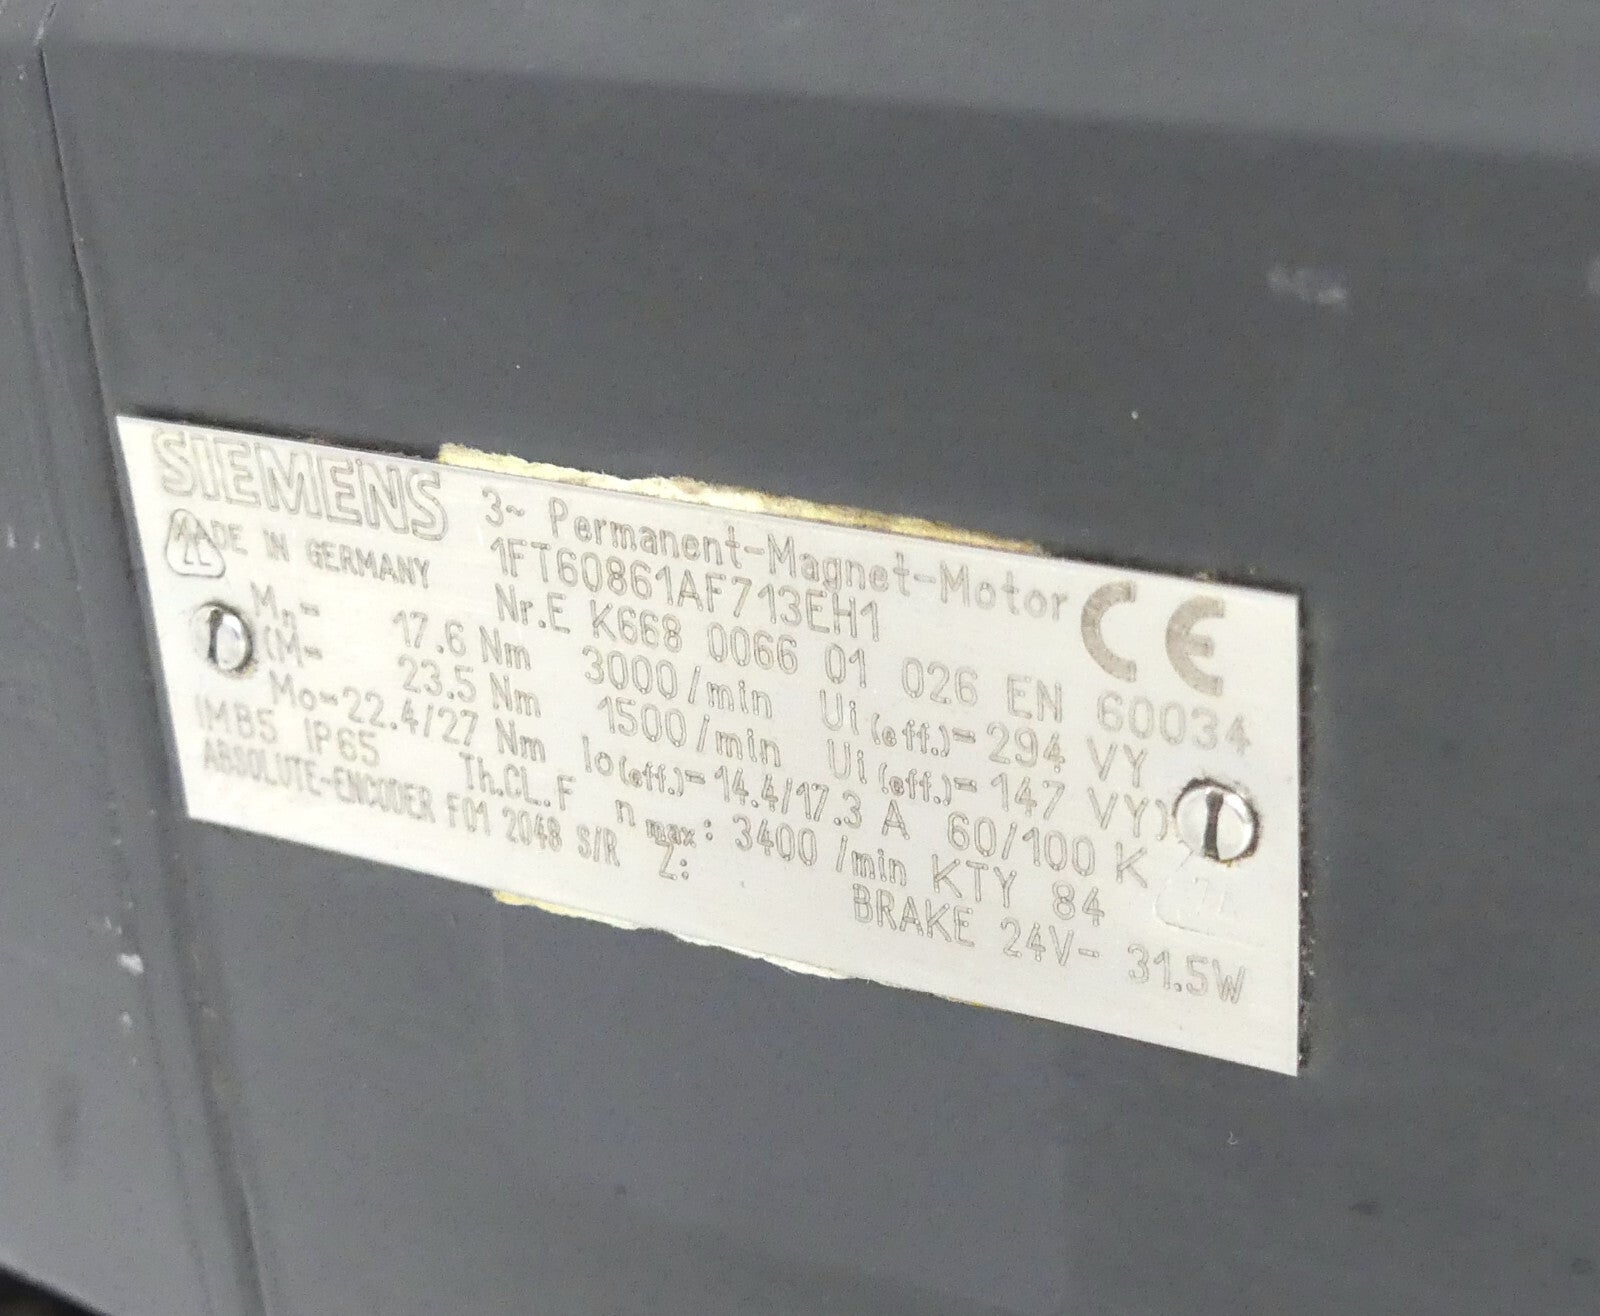 SIEMENS 3~ Permanent-Magnet-Motor CE
MADE IN GERMANY 1FT60861AF713EH1
Nr.E K668 0066 01 026 EN 60034
Mn= 17.6 Nm 3000/min Ui(eff.)=294 VY
(M- 23.5 Nm 1500/min Ui(eff.)=147 VY)
Mo-22.4/27 Nm Io(eff.)=14.4/17.3 A 60/100 K
IMB5 IP65 Th.CL.F n max: 3400 /min KTY 84
ABSOLUTE-ENCODER F01 2048 S/R Z: BRAKE 24V- 31.5W